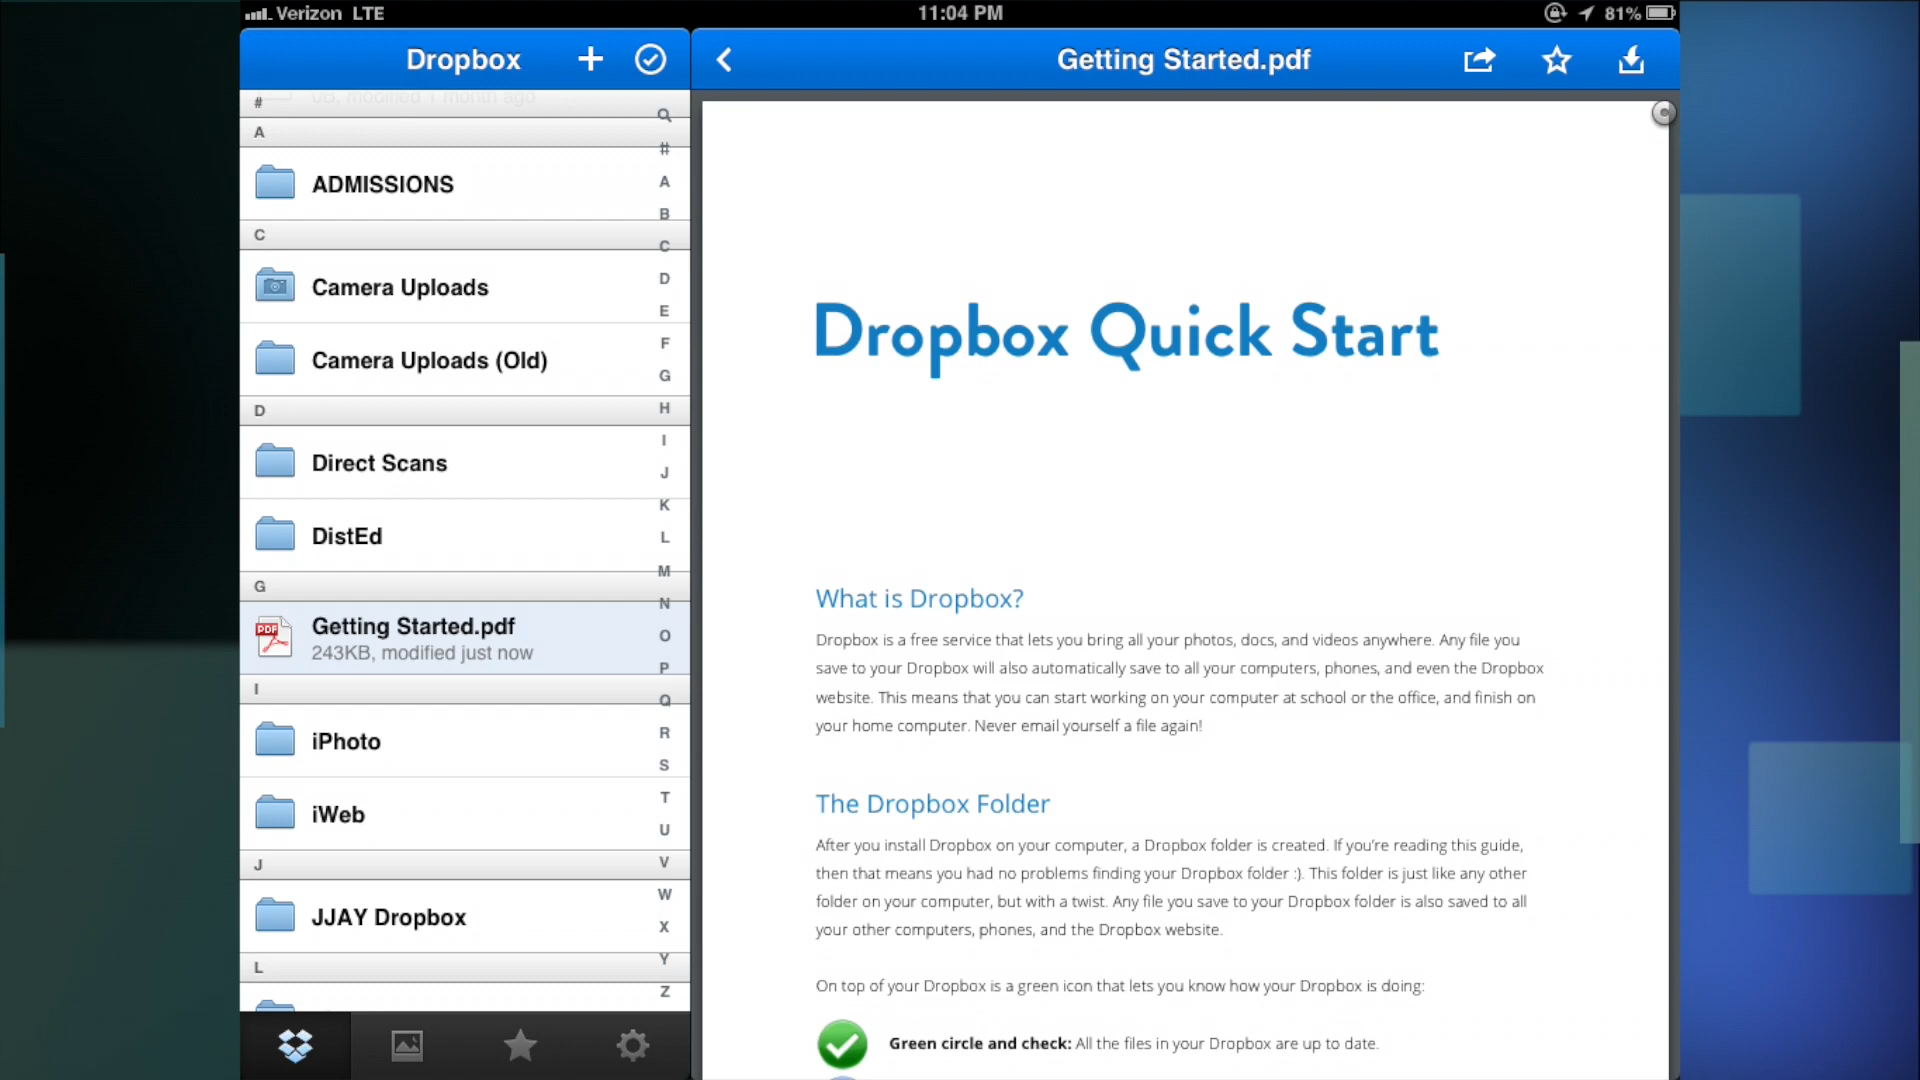 Verizon LTE
11:04 PM
81%
Dropbox
Getting Started.pdf
#
0B, modified 1 month ago
A
ADMISSIONS
C
Camera Uploads
Camera Uploads (Old)
D
Direct Scans
DistEd
G
PDF
Getting Started.pdf
243KB, modified just now
I
iPhoto
iWeb
J
JJAY Dropbox
L
#
A
B
C
D
E
F
G
H
I
J
K
L
M
N
O
P
Q
R
S
T
U
V
W
X
Y
Z
Dropbox Quick Start
What is Dropbox?
Dropbox is a free service that lets you bring all your photos, docs, and videos anywhere. Any file you
save to your Dropbox will also automatically save to all your computers, phones, and even the Dropbox
website. This means that you can start working on your computer at school or the office, and finish on
your home computer. Never email yourself a file again!
The Dropbox Folder
After you install Dropbox on your computer, a Dropbox folder is created. If you're reading this guide,
then that means you had no problems finding your Dropbox folder :). This folder is just like any other
folder on your computer, but with a twist. Any file you save to your Dropbox folder is also saved to all
your other computers, phones, and the Dropbox website.
On top of your Dropbox is a green icon that lets you know how your Dropbox is doing:
Green circle and check: All the files in your Dropbox are up to date.